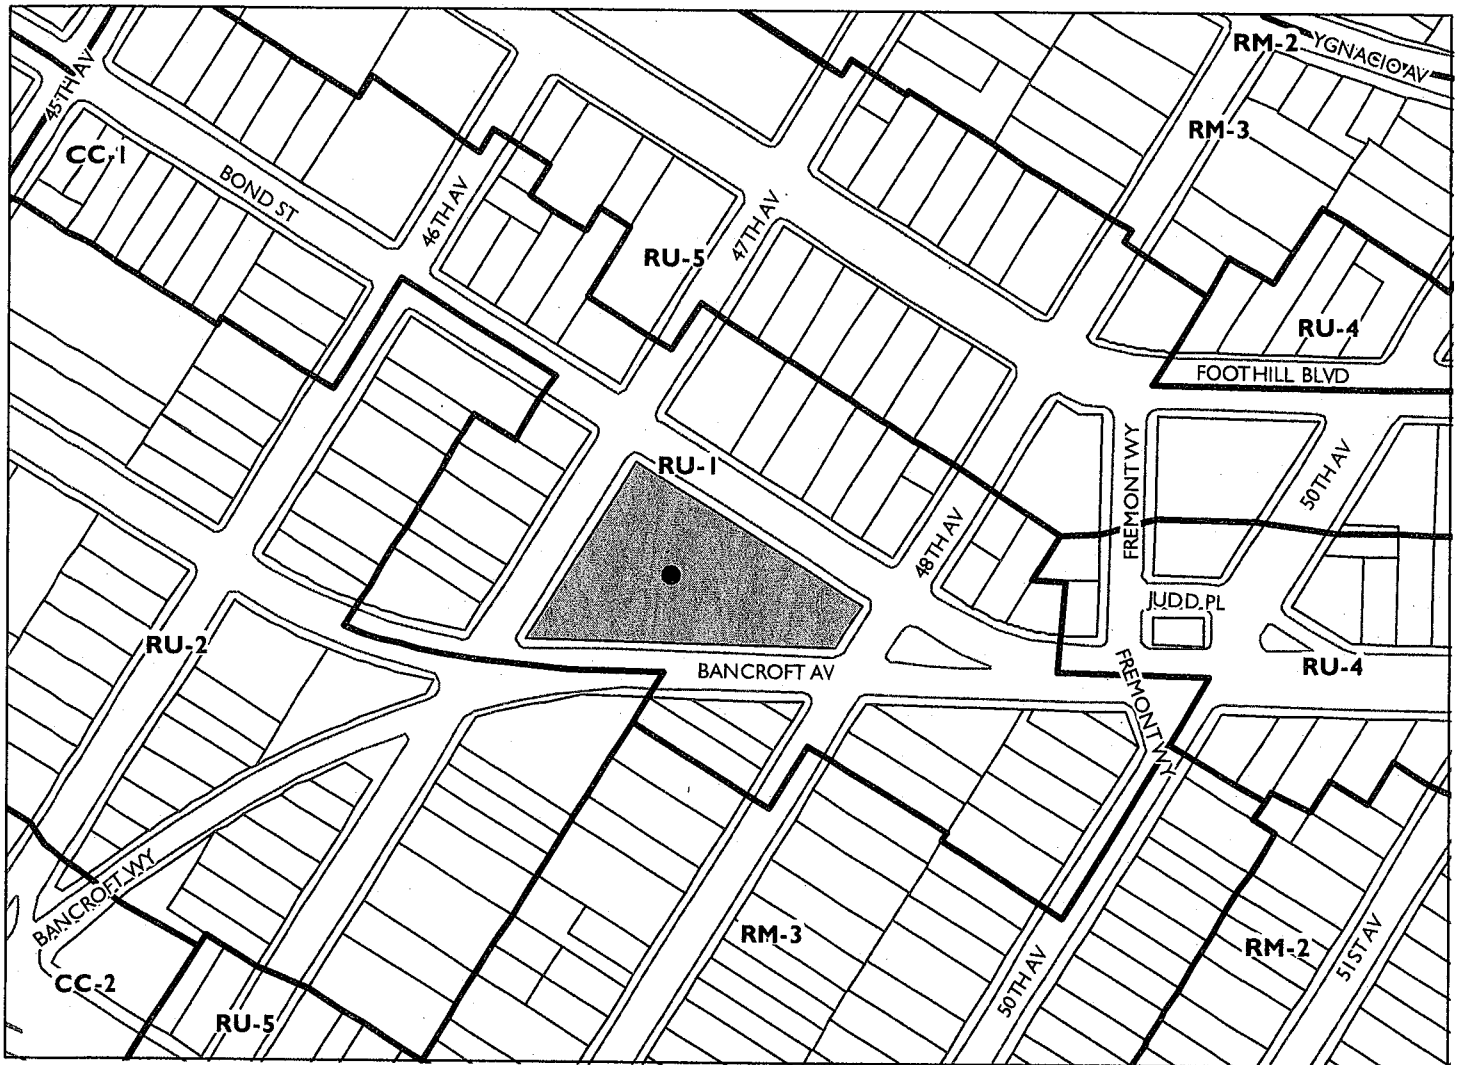 RM-2
YGNACIO AV
45TH AV
RM-3
CC-1
BOND ST
46TH AV
47TH AV
RU-5
RU-4
FOOTHILL BLVD
RU-1
FREMONT WY
50TH AV
48TH AV
JUDD PL
RU-2
BANCROFT AV
FREMONT WY
RU-4
BANCROFT WY
RM-3
RM-2
51ST AV
50TH AV
CC-2
RU-5